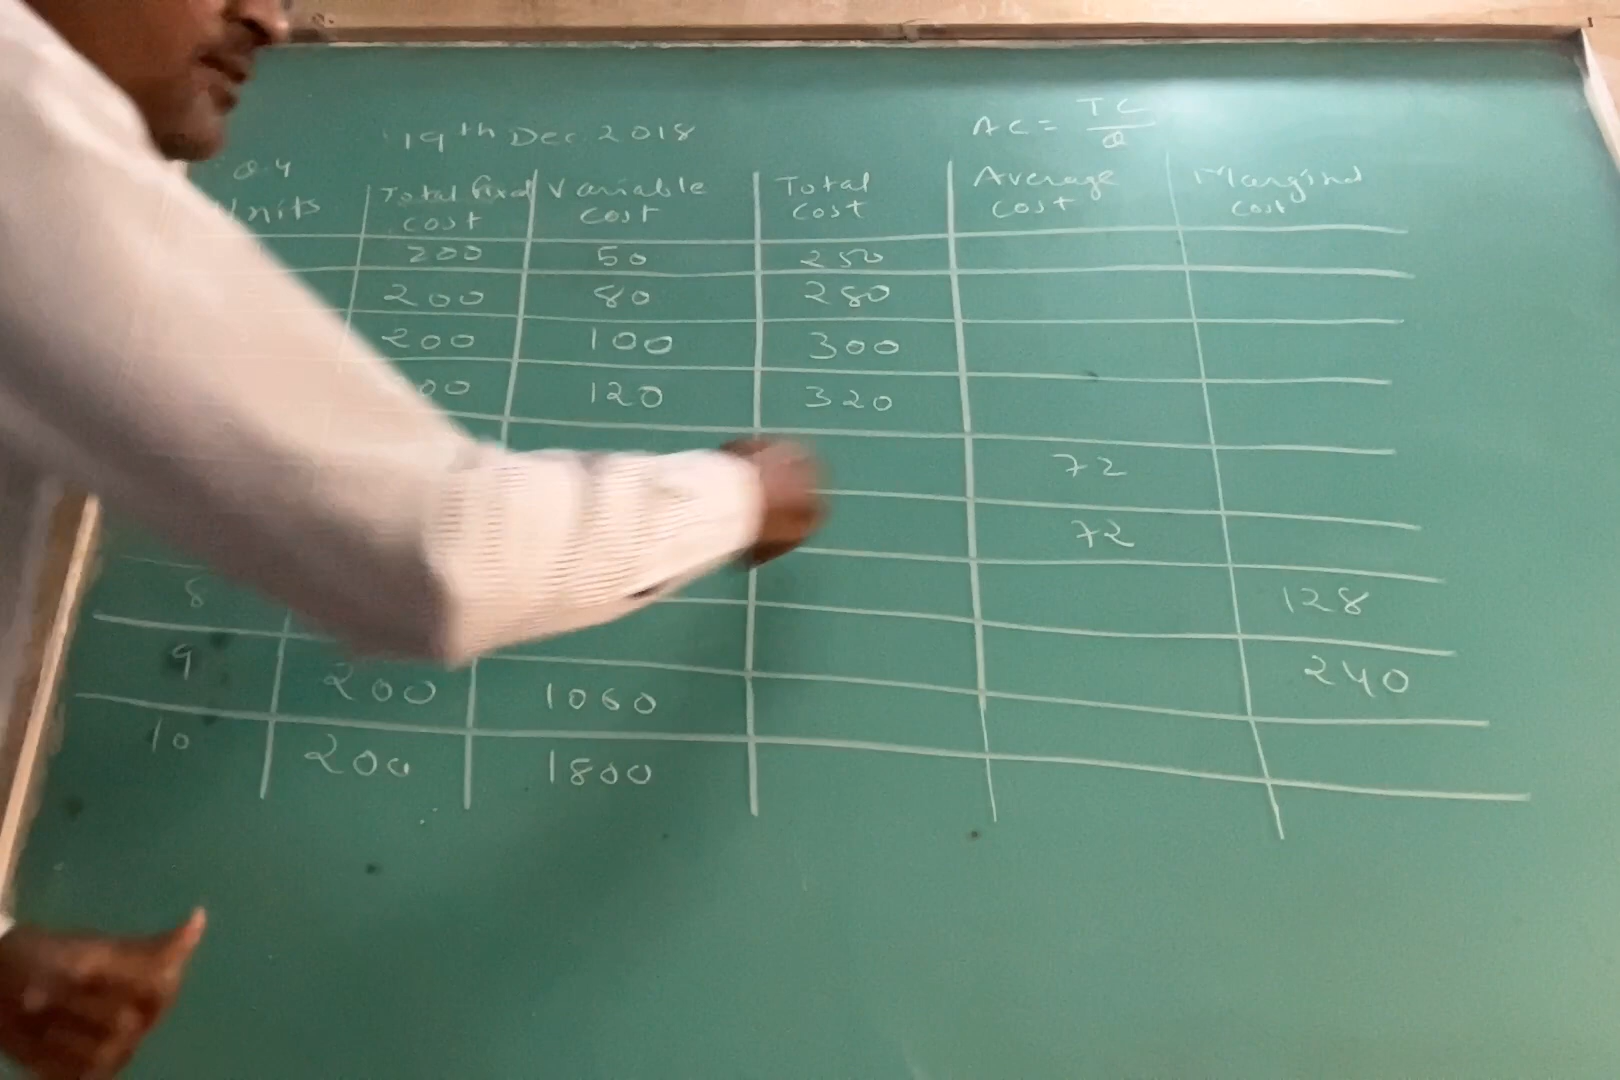 19th Dec 2018
AC = TC/Q
Q.4
Units Total fixed cost Variable cost Total cost Average cost Marginal cost
200 50 250
200 80 280
200 100 300
00 120 320
72
72
8 128
9 200 1060 240
10 200 1800